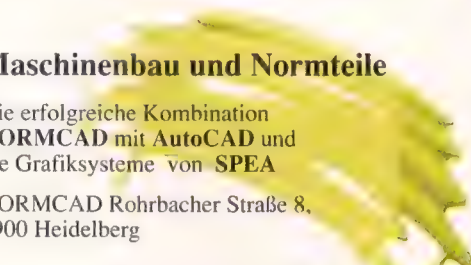 laschinenbau und Normteile
ie erfolgreiche Kombination
ORMCAD mit AutoCAD und
e Grafiksysteme von SPEA
ORMCAD Rohrbacher Straße 8,
900 Heidelberg